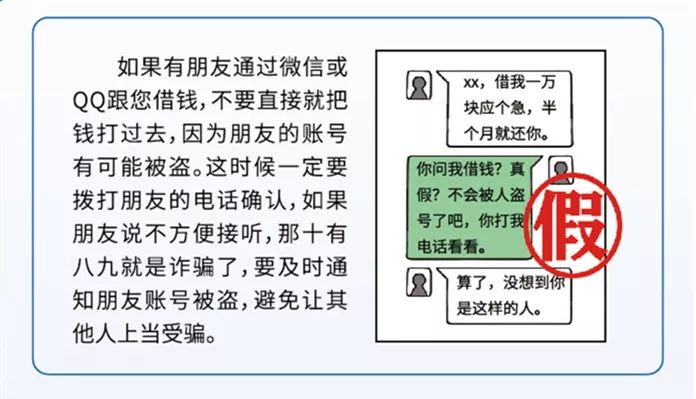 如果有朋友通过微信或
QQ跟您借钱,不要直接就把
钱打过去,因为朋友的账号
有可能被盗。这时候一定要
拨打朋友的电话确认,如果
朋友说不方便接听,那十有
八九就是诈骗了,要及时通
知朋友账号被盗,避免让其
他人上当受骗。
xx,借我一万
块应个急,半
个月就还你。
你问我借钱?真
假?不会被人盗
号了吧,你打我
电话看看。
假
算了,没想到你
是这样的人。